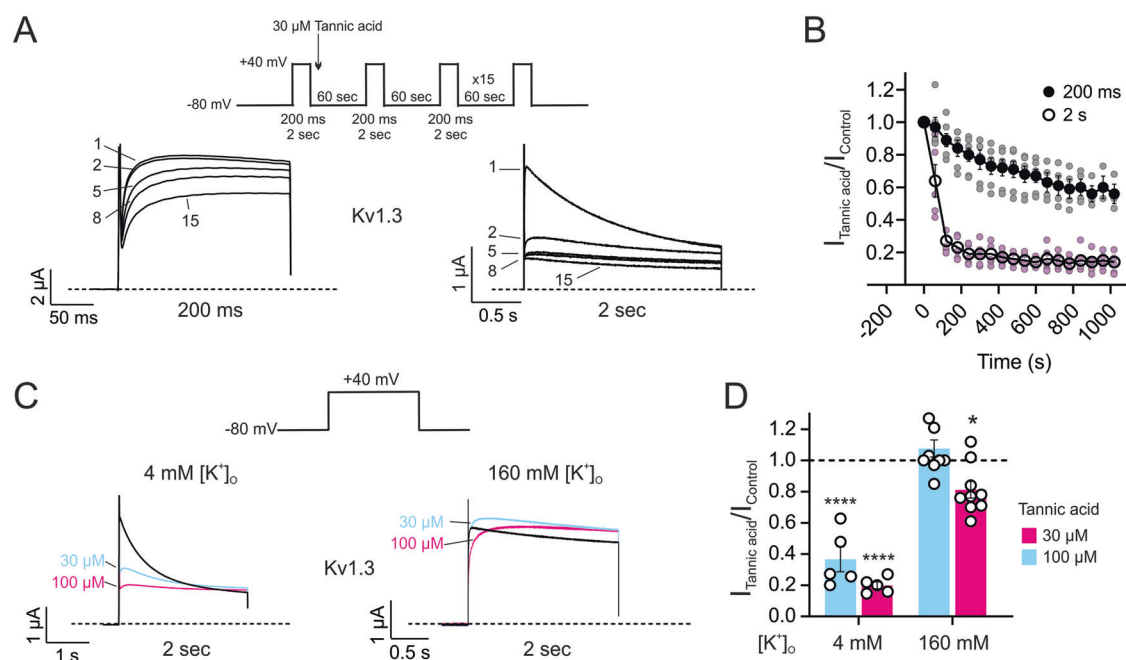 A
30 µM Tannic acid
+40 mV
x15
-80 mV
60 sec
60 sec
60 sec
200 ms
2 sec
200 ms
2 sec
200 ms
2 sec
1
2
5
8
15
2 µA
50 ms
200 ms
Kv1.3
1
2
5
8
15
1 µA
0.5 s
2 sec
B
200 ms
2 s
I Tannic acid/I Control
1.2
1.0
0.8
0.6
0.4
0.2
-200
0
200
400
600
800
1000
Time (s)
C
+40 mV
-80 mV
4 mM [K+]o
30 µM
100 µM
1 µA
1 s
2 sec
Kv1.3
160 mM [K+]o
30 µM
100 µM
1 µA
0.5 s
2 sec
D
I Tannic acid/I Control
1.2
1.0
0.8
0.6
0.4
0.2
0.0
****
****
*
Tannic acid
30 µM
100 µM
[K+]o
4 mM
160 mM